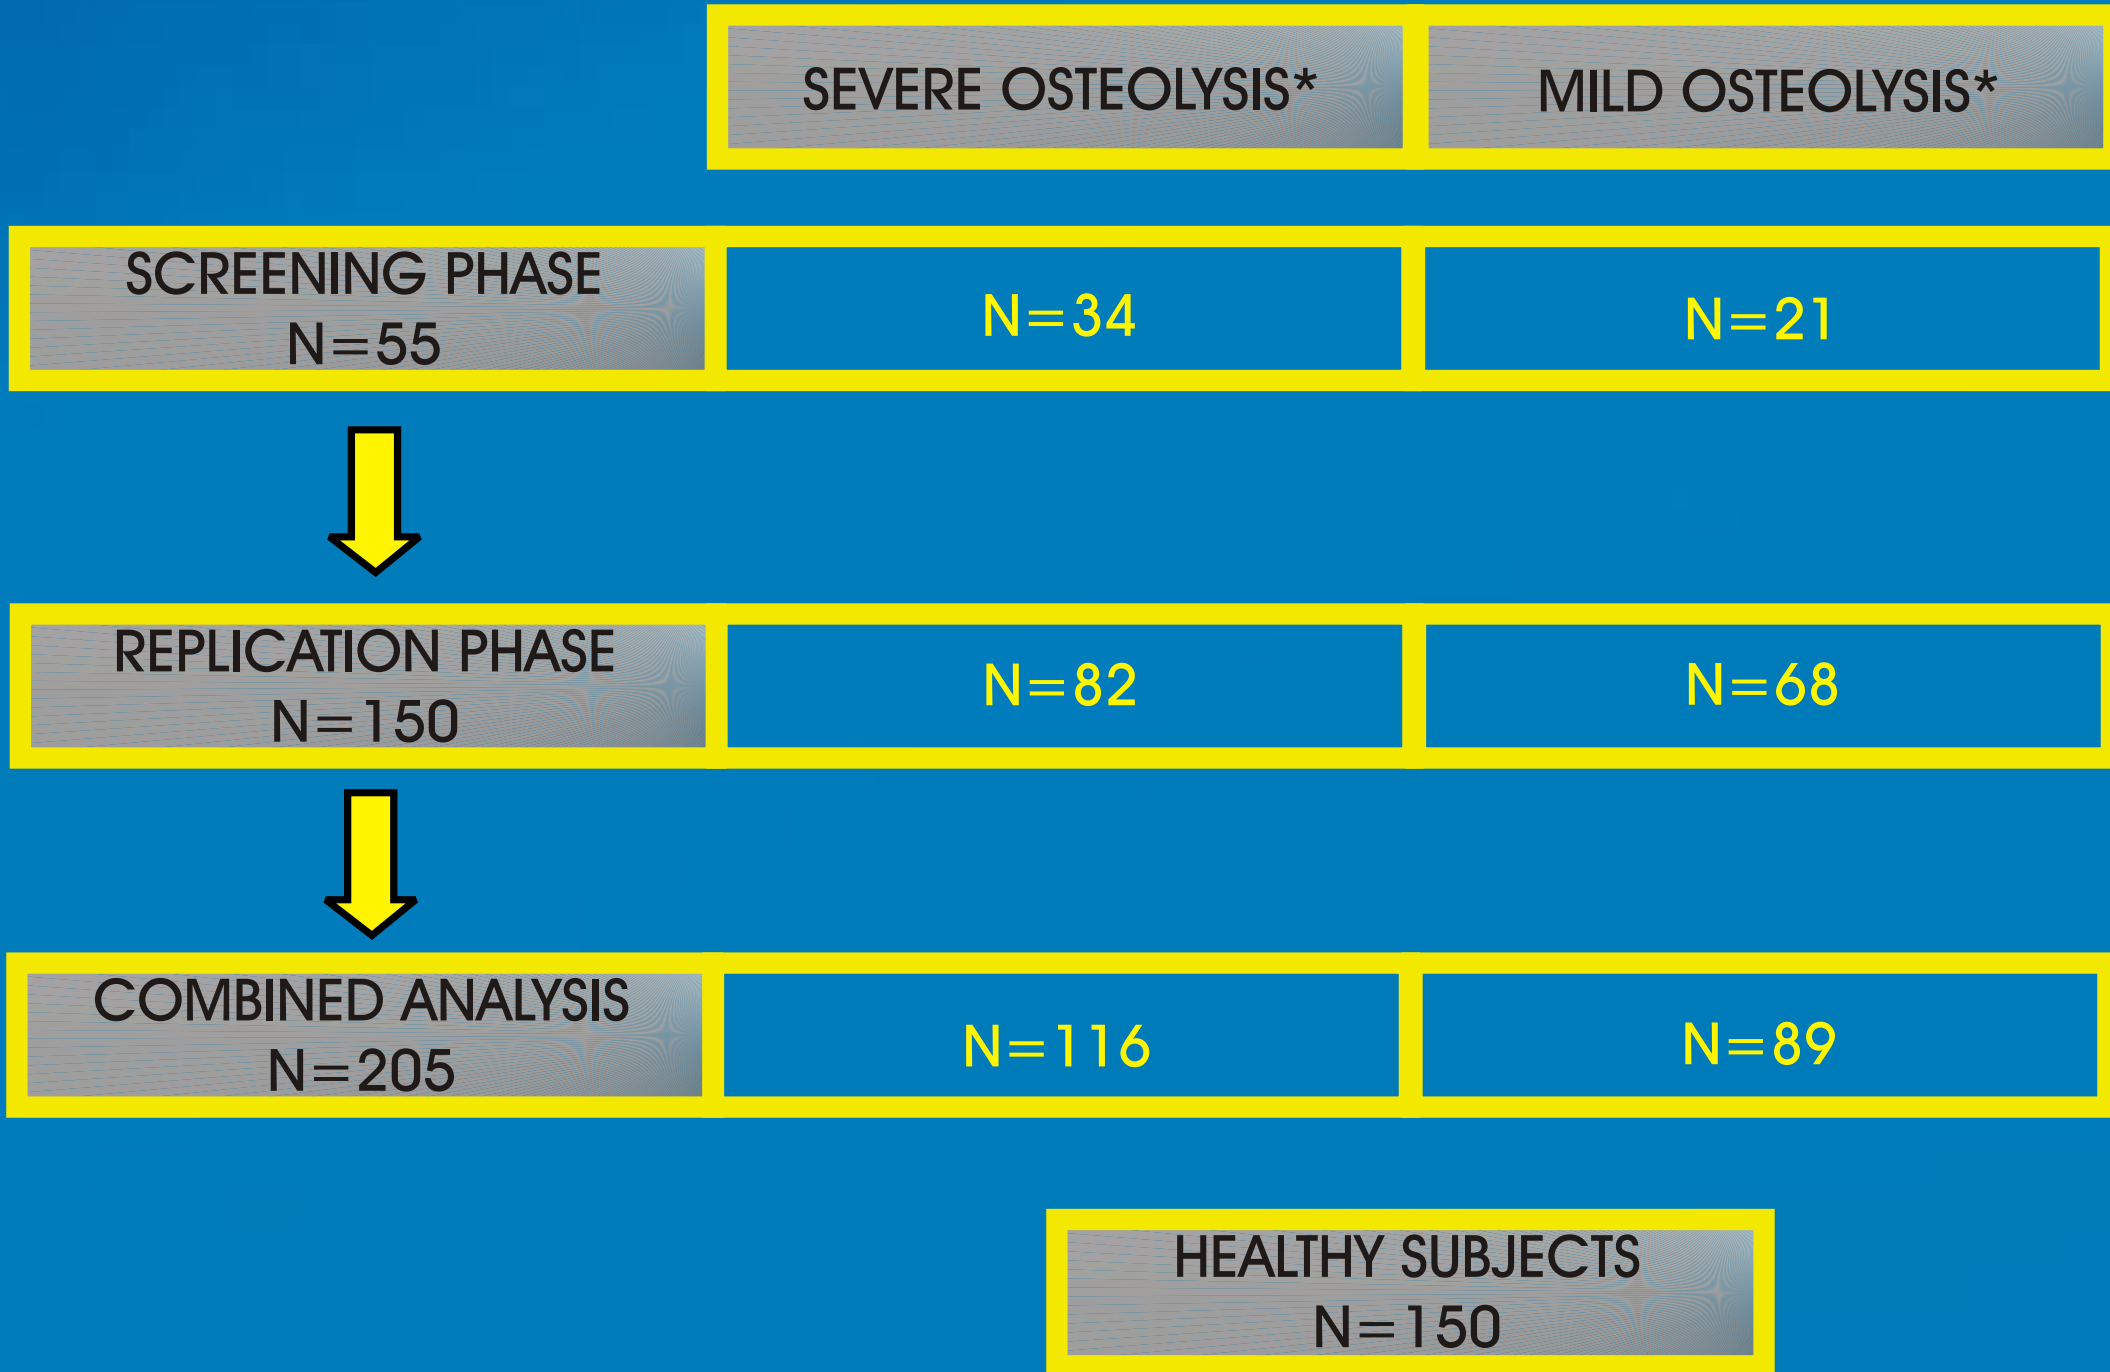 SEVERE OSTEOLYSIS*
MILD OSTEOLYSIS*
SCREENING PHASE
N=55
N=34
N=21
REPLICATION PHASE
N=150
N=82
N=68
COMBINED ANALYSIS
N=205
N=116
N=89
HEALTHY SUBJECTS
N=150